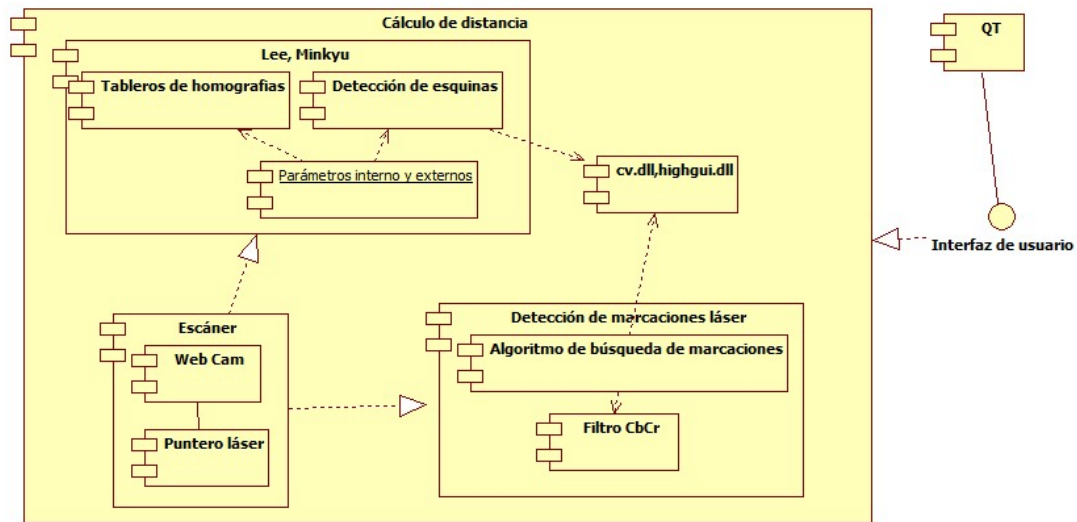 Cálculo de distancia
QT
Lee, Minkyu
Tableros de homografias
Detección de esquinas
Parámetros interno y externos
cv.dll,highgui.dll
Interfaz de usuario
Escáner
Detección de marcaciones láser
Web Cam
Algoritmo de búsqueda de marcaciones
Puntero láser
Filtro CbCr